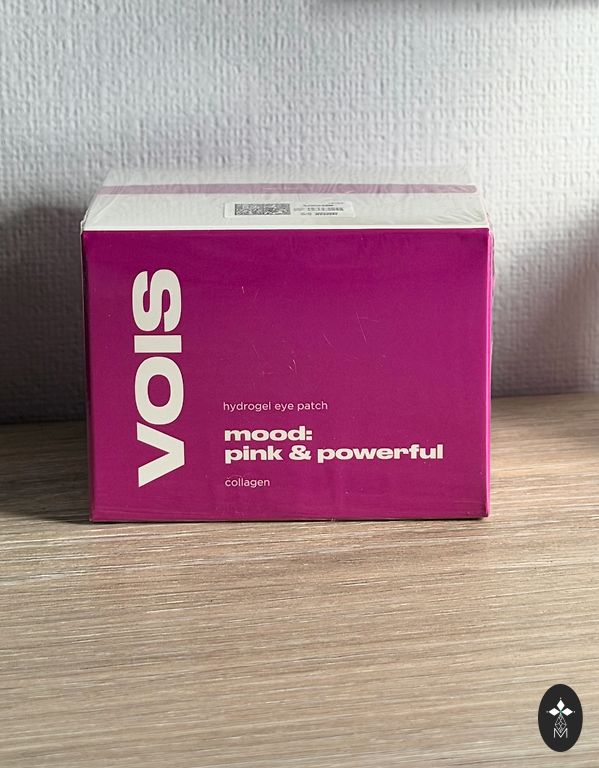 VOIS
hydrogel eye patch
mood:
pink & powerful
collagen
M